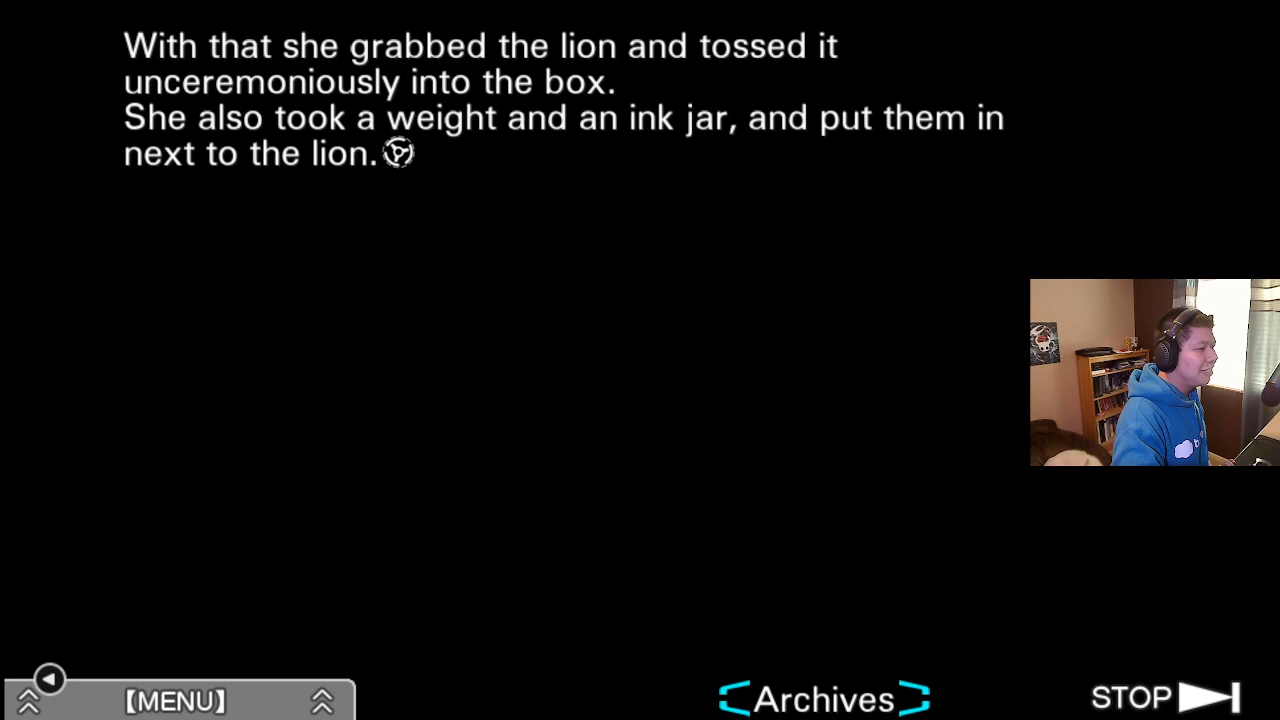 With that she grabbed the lion and tossed it
unceremoniously into the box.
She also took a weight and an ink jar, and put them in
next to the lion.
【MENU】
Archives
STOP